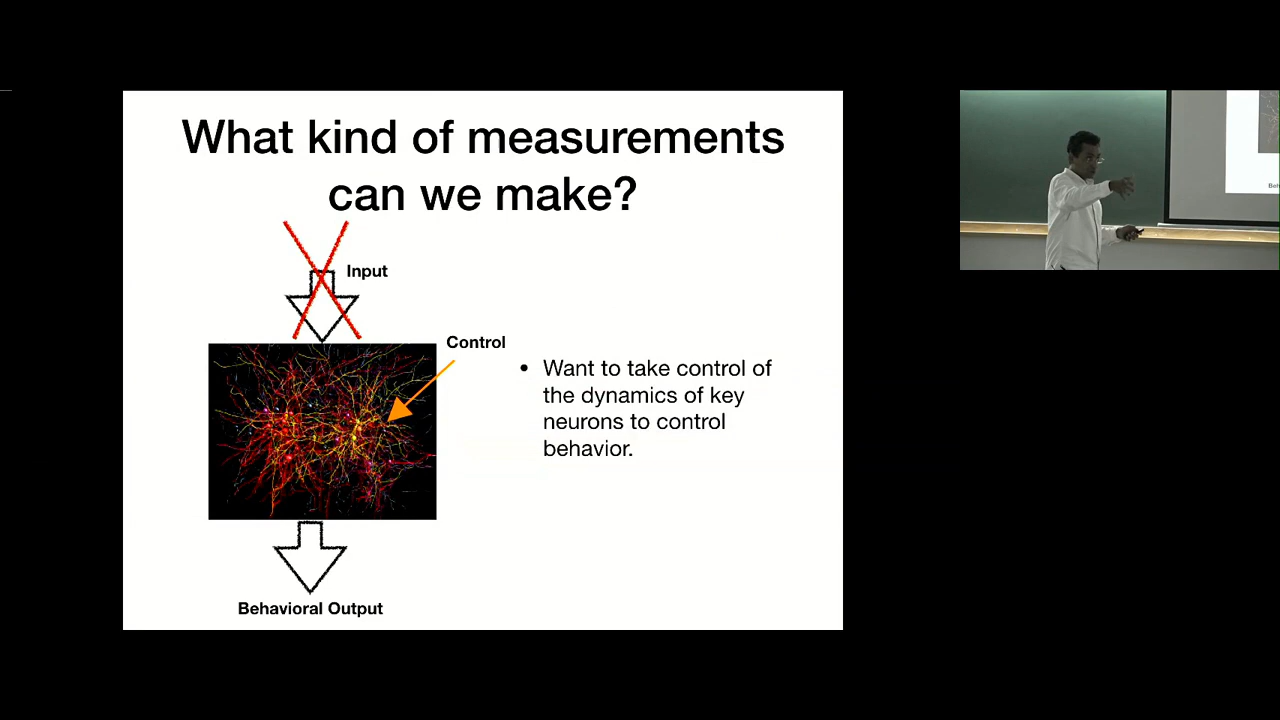 What kind of measurements
can we make?
Input
Control
• Want to take control of
the dynamics of key
neurons to control
behavior.
Behavioral Output